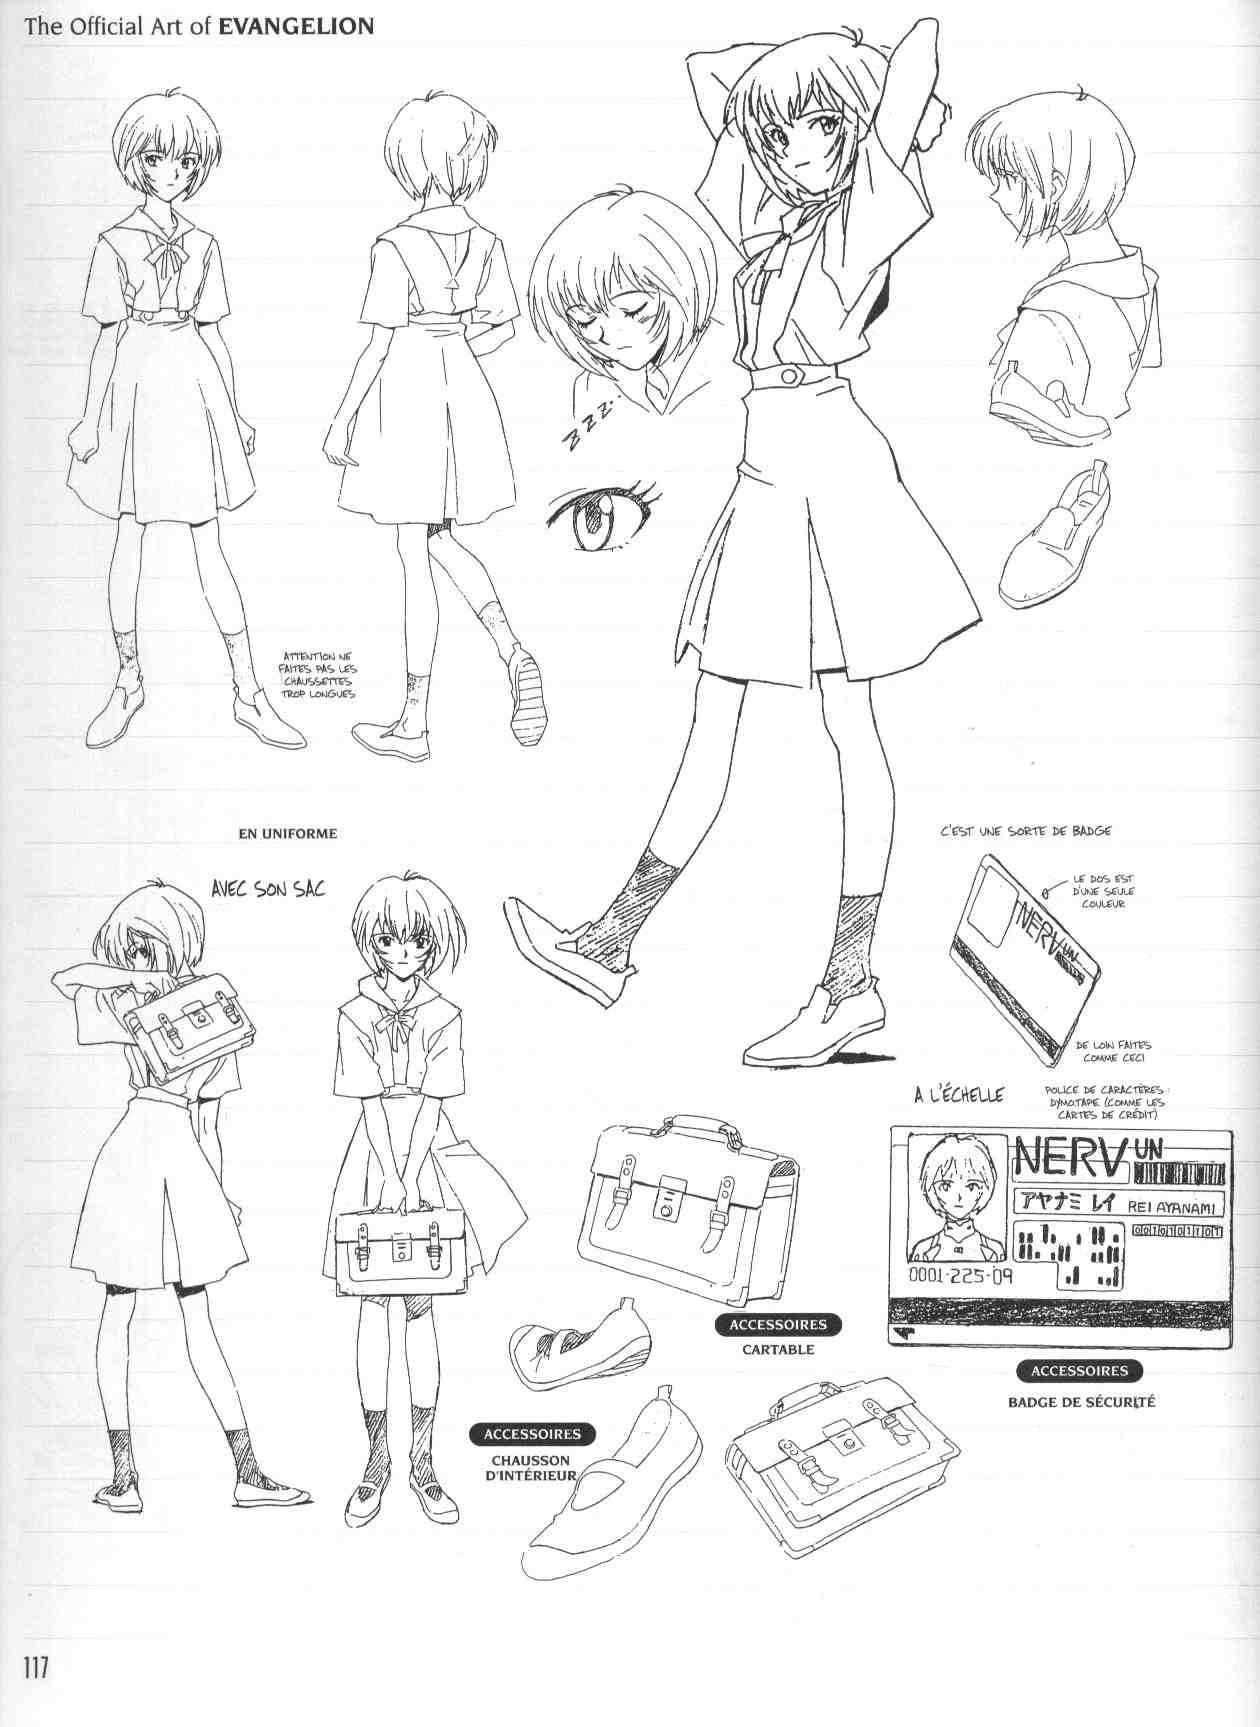 The Official Art of EVANGELION
ZZZ..
ATTENTION NE
FAITES PAS LES
CHAUSSETTES
TROP LONGUES
EN UNIFORME
AVEC SON SAC
C'EST UNE SORTE DE BADGE
LE DOS EST
D'UNE SEULE
COULEUR
NERV UN
DE LOIN FAITES
COMME CECI
A L'ÉCHELLE
POLICE DE CARACTÈRES :
DYMOTAPE (COMME LES
CARTES DE CRÉDIT)
NERV UN
アヤナミ レイ REI AYANAMI
0010101101
0001-225-09
ACCESSOIRES
CARTABLE
ACCESSOIRES
BADGE DE SÉCURITÉ
ACCESSOIRES
CHAUSSON
D'INTÉRIEUR
117